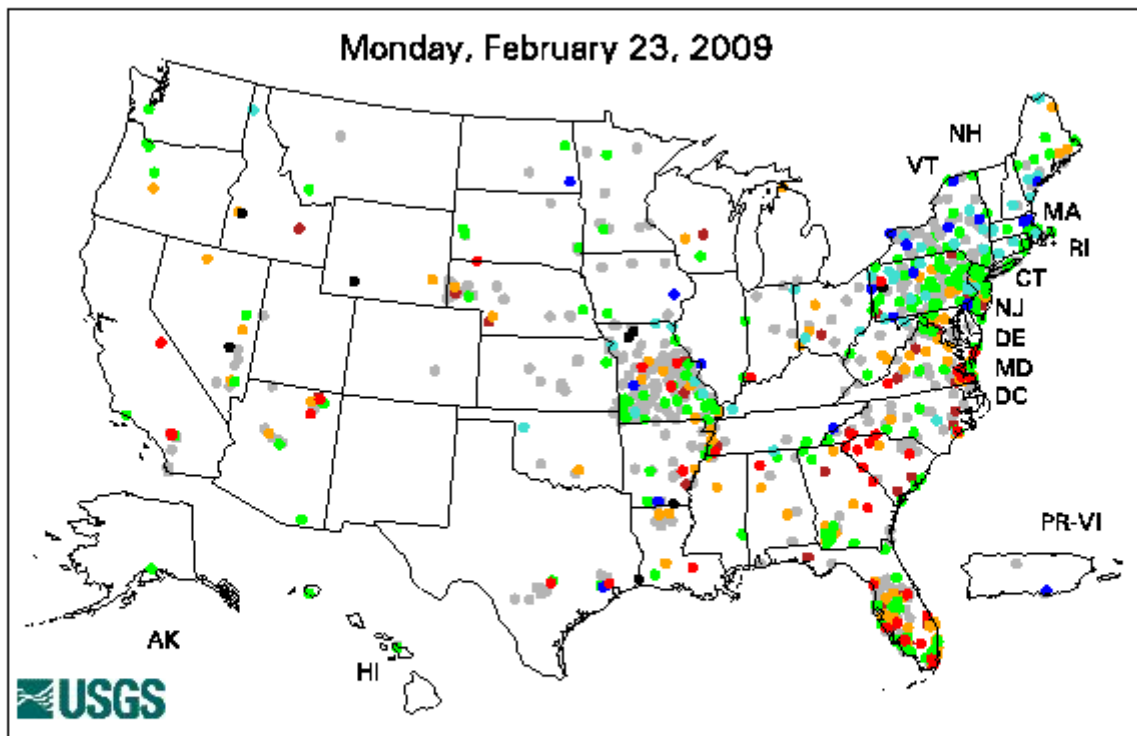 Monday, February 23, 2009
NH
VT
MA
RI
CT
NJ
DE
MD
DC
PR-VI
AK
HI
USGS